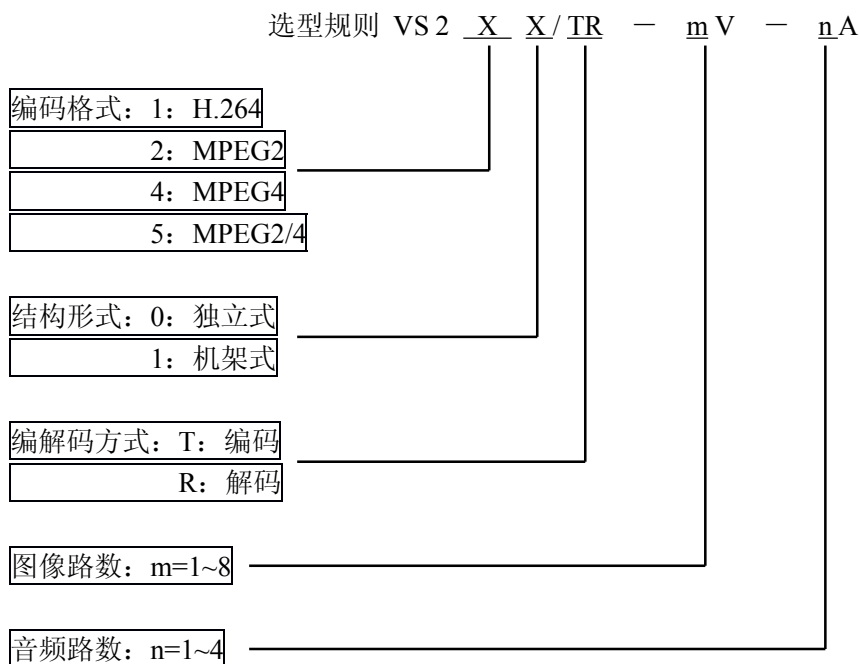 选型规则 VS 2 X X / TR － m V － n A
编码格式：1：H.264
2：MPEG2
4：MPEG4
5：MPEG2/4
结构形式：0：独立式
1：机架式
编解码方式：T：编码
R：解码
图像路数：m=1~8
音频路数：n=1~4